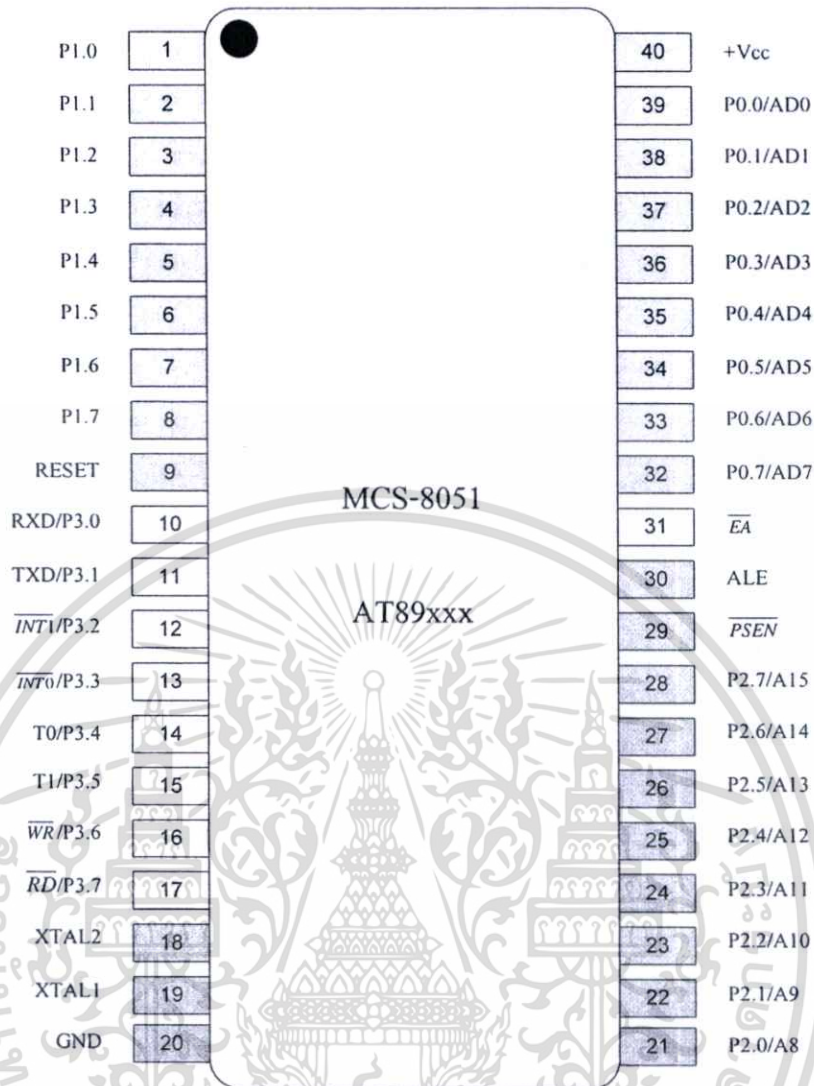 P1.0 1 40 +Vcc
P1.1 2 39 P0.0/AD0
P1.2 3 38 P0.1/AD1
P1.3 4 37 P0.2/AD2
P1.4 5 36 P0.3/AD3
P1.5 6 35 P0.4/AD4
P1.6 7 34 P0.5/AD5
P1.7 8 33 P0.6/AD6
RESET 9 32 P0.7/AD7
MCS-8051
RXD/P3.0 10 31 E̅A̅
TXD/P3.1 11 30 ALE
AT89xxx
I̅N̅T̅1̅/P3.2 12 29 P̅S̅E̅N̅
I̅N̅T̅0̅/P3.3 13 28 P2.7/A15
T0/P3.4 14 27 P2.6/A14
T1/P3.5 15 26 P2.5/A13
W̅R̅/P3.6 16 25 P2.4/A12
R̅D̅/P3.7 17 24 P2.3/A11
XTAL2 18 23 P2.2/A10
XTAL1 19 22 P2.1/A9
GND 20 21 P2.0/A8